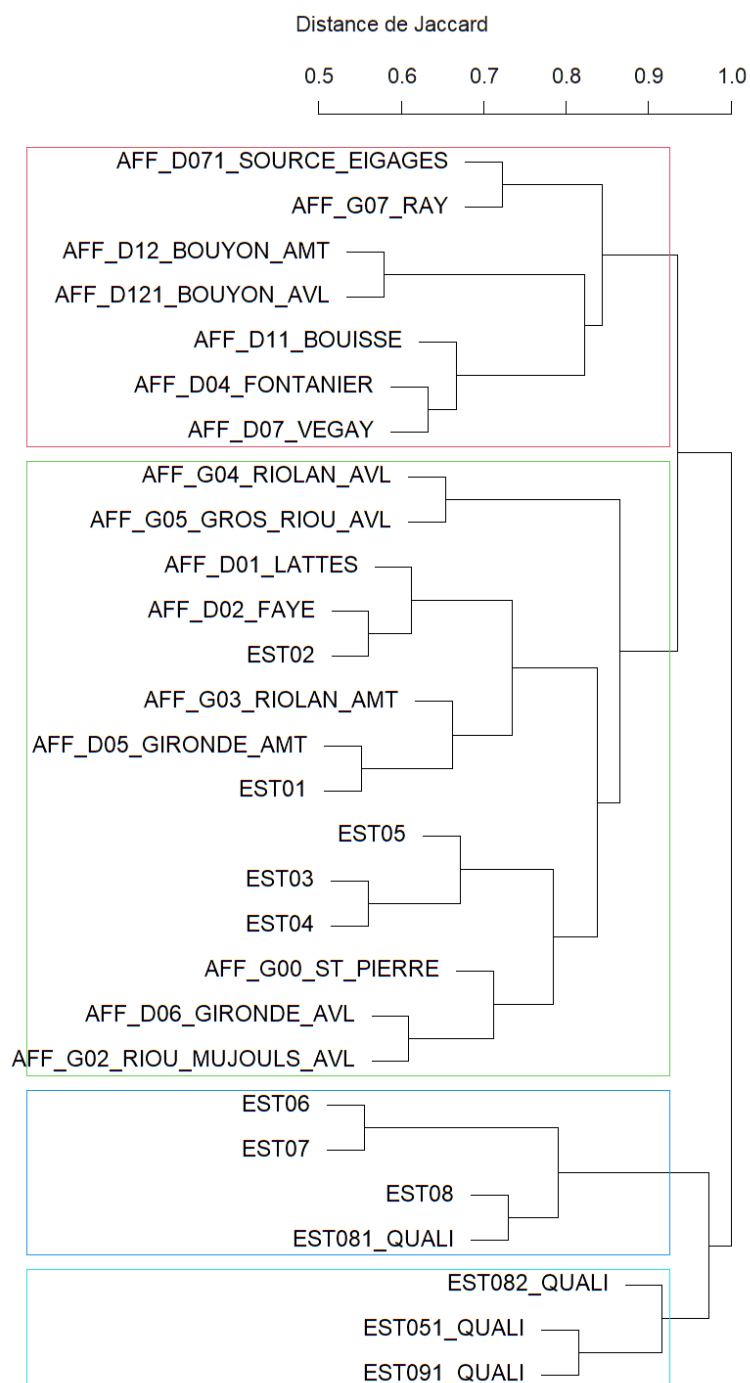 Distance de Jaccard
0.5 0.6 0.7 0.8 0.9 1.0
AFF_D071_SOURCE_EIGAGES
AFF_G07_RAY
AFF_D12_BOUYON_AMT
AFF_D121_BOUYON_AVL
AFF_D11_BOUISSE
AFF_D04_FONTANIER
AFF_D07_VEGAY
AFF_G04_RIOLAN_AVL
AFF_G05_GROS_RIOU_AVL
AFF_D01_LATTES
AFF_D02_FAYE
EST02
AFF_G03_RIOLAN_AMT
AFF_D05_GIRONDE_AMT
EST01
EST05
EST03
EST04
AFF_G00_ST_PIERRE
AFF_D06_GIRONDE_AVL
AFF_G02_RIOU_MUJOULS_AVL
EST06
EST07
EST08
EST081_QUALI
EST082_QUALI
EST051_QUALI
EST091_QUALI